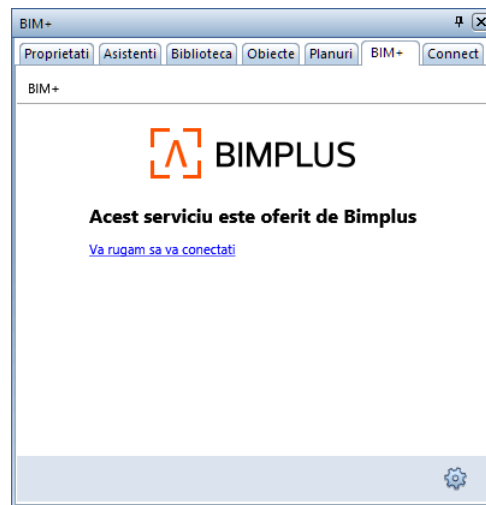 BIM+
Proprietati Asistenti Biblioteca Obiecte Planuri BIM+ Connect
BIM+
BIMPLUS
Acest serviciu este oferit de Bimplus
Va rugam sa va conectati